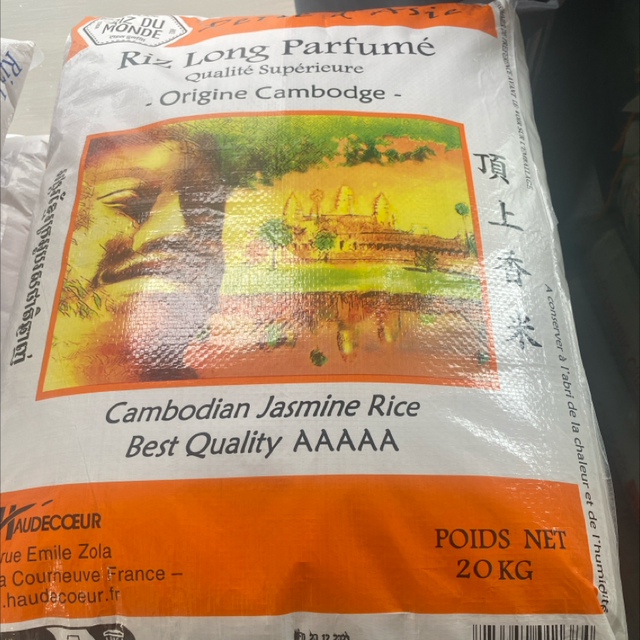 RIZ DU
MONDE
Riz Long Parfumé
Qualité Supérieure
- Origine Cambodge -
頂上香米
A conserver à l'abri de la chaleur et de l'humidité
Cambodian Jasmine Rice
Best Quality AAAAA
HAUDECŒUR
rue Emile Zola
a Courneuve France –
.haudecoeur.fr
POIDS NET
20 KG